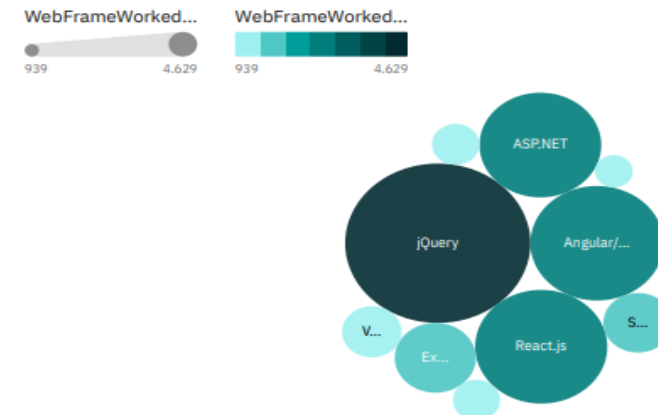 WebFrameWorked... WebFrameWorked...
939 4.629 939 4.629
ASP.NET
jQuery Angular/...
S...
V...
Ex... React.js